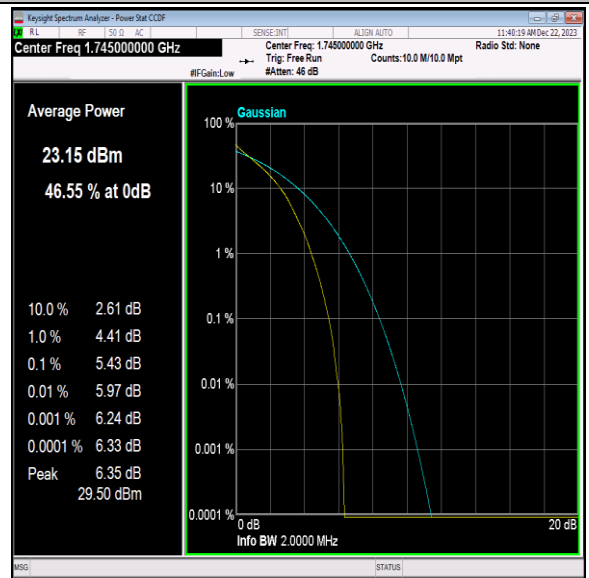 Keysight Spectrum Analyzer - Power Stat CCDF
RL RF 50 Ω AC SENSE:INT ALIGN AUTO 11:40:19 AM Dec 22, 2023
Center Freq 1.745000000 GHz
Center Freq: 1.745000000 GHz
Radio Std: None
Trig: Free Run
Counts:10.0 M/10.0 Mpt
#IFGain:Low
#Atten: 46 dB
Average Power
23.15 dBm
46.55 % at 0dB
10.0 % 2.61 dB
1.0 % 4.41 dB
0.1 % 5.43 dB
0.01 % 5.97 dB
0.001 % 6.24 dB
0.0001 % 6.33 dB
Peak 6.35 dB
29.50 dBm
Gaussian
100 %
10 %
1 %
0.1 %
0.01 %
0.001 %
0.0001 %
0 dB
20 dB
Info BW 2.0000 MHz
MSG
STATUS